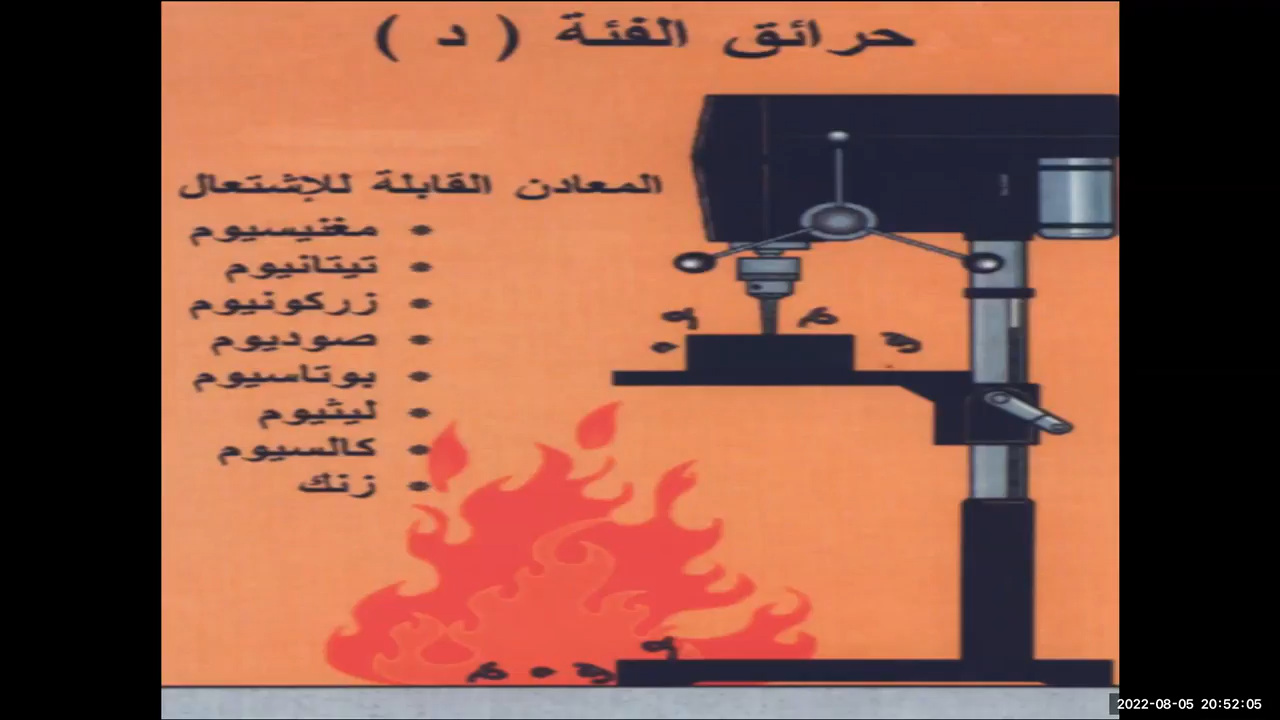 حرائق الفئة ( د )
المعادن القابلة للإشتعال
• مغنيسيوم
• تيتانيوم
• زركونيوم
• صوديوم
• بوتاسيوم
• ليثيوم
• كالسيوم
• زنك
2022-08-05 20:52:05